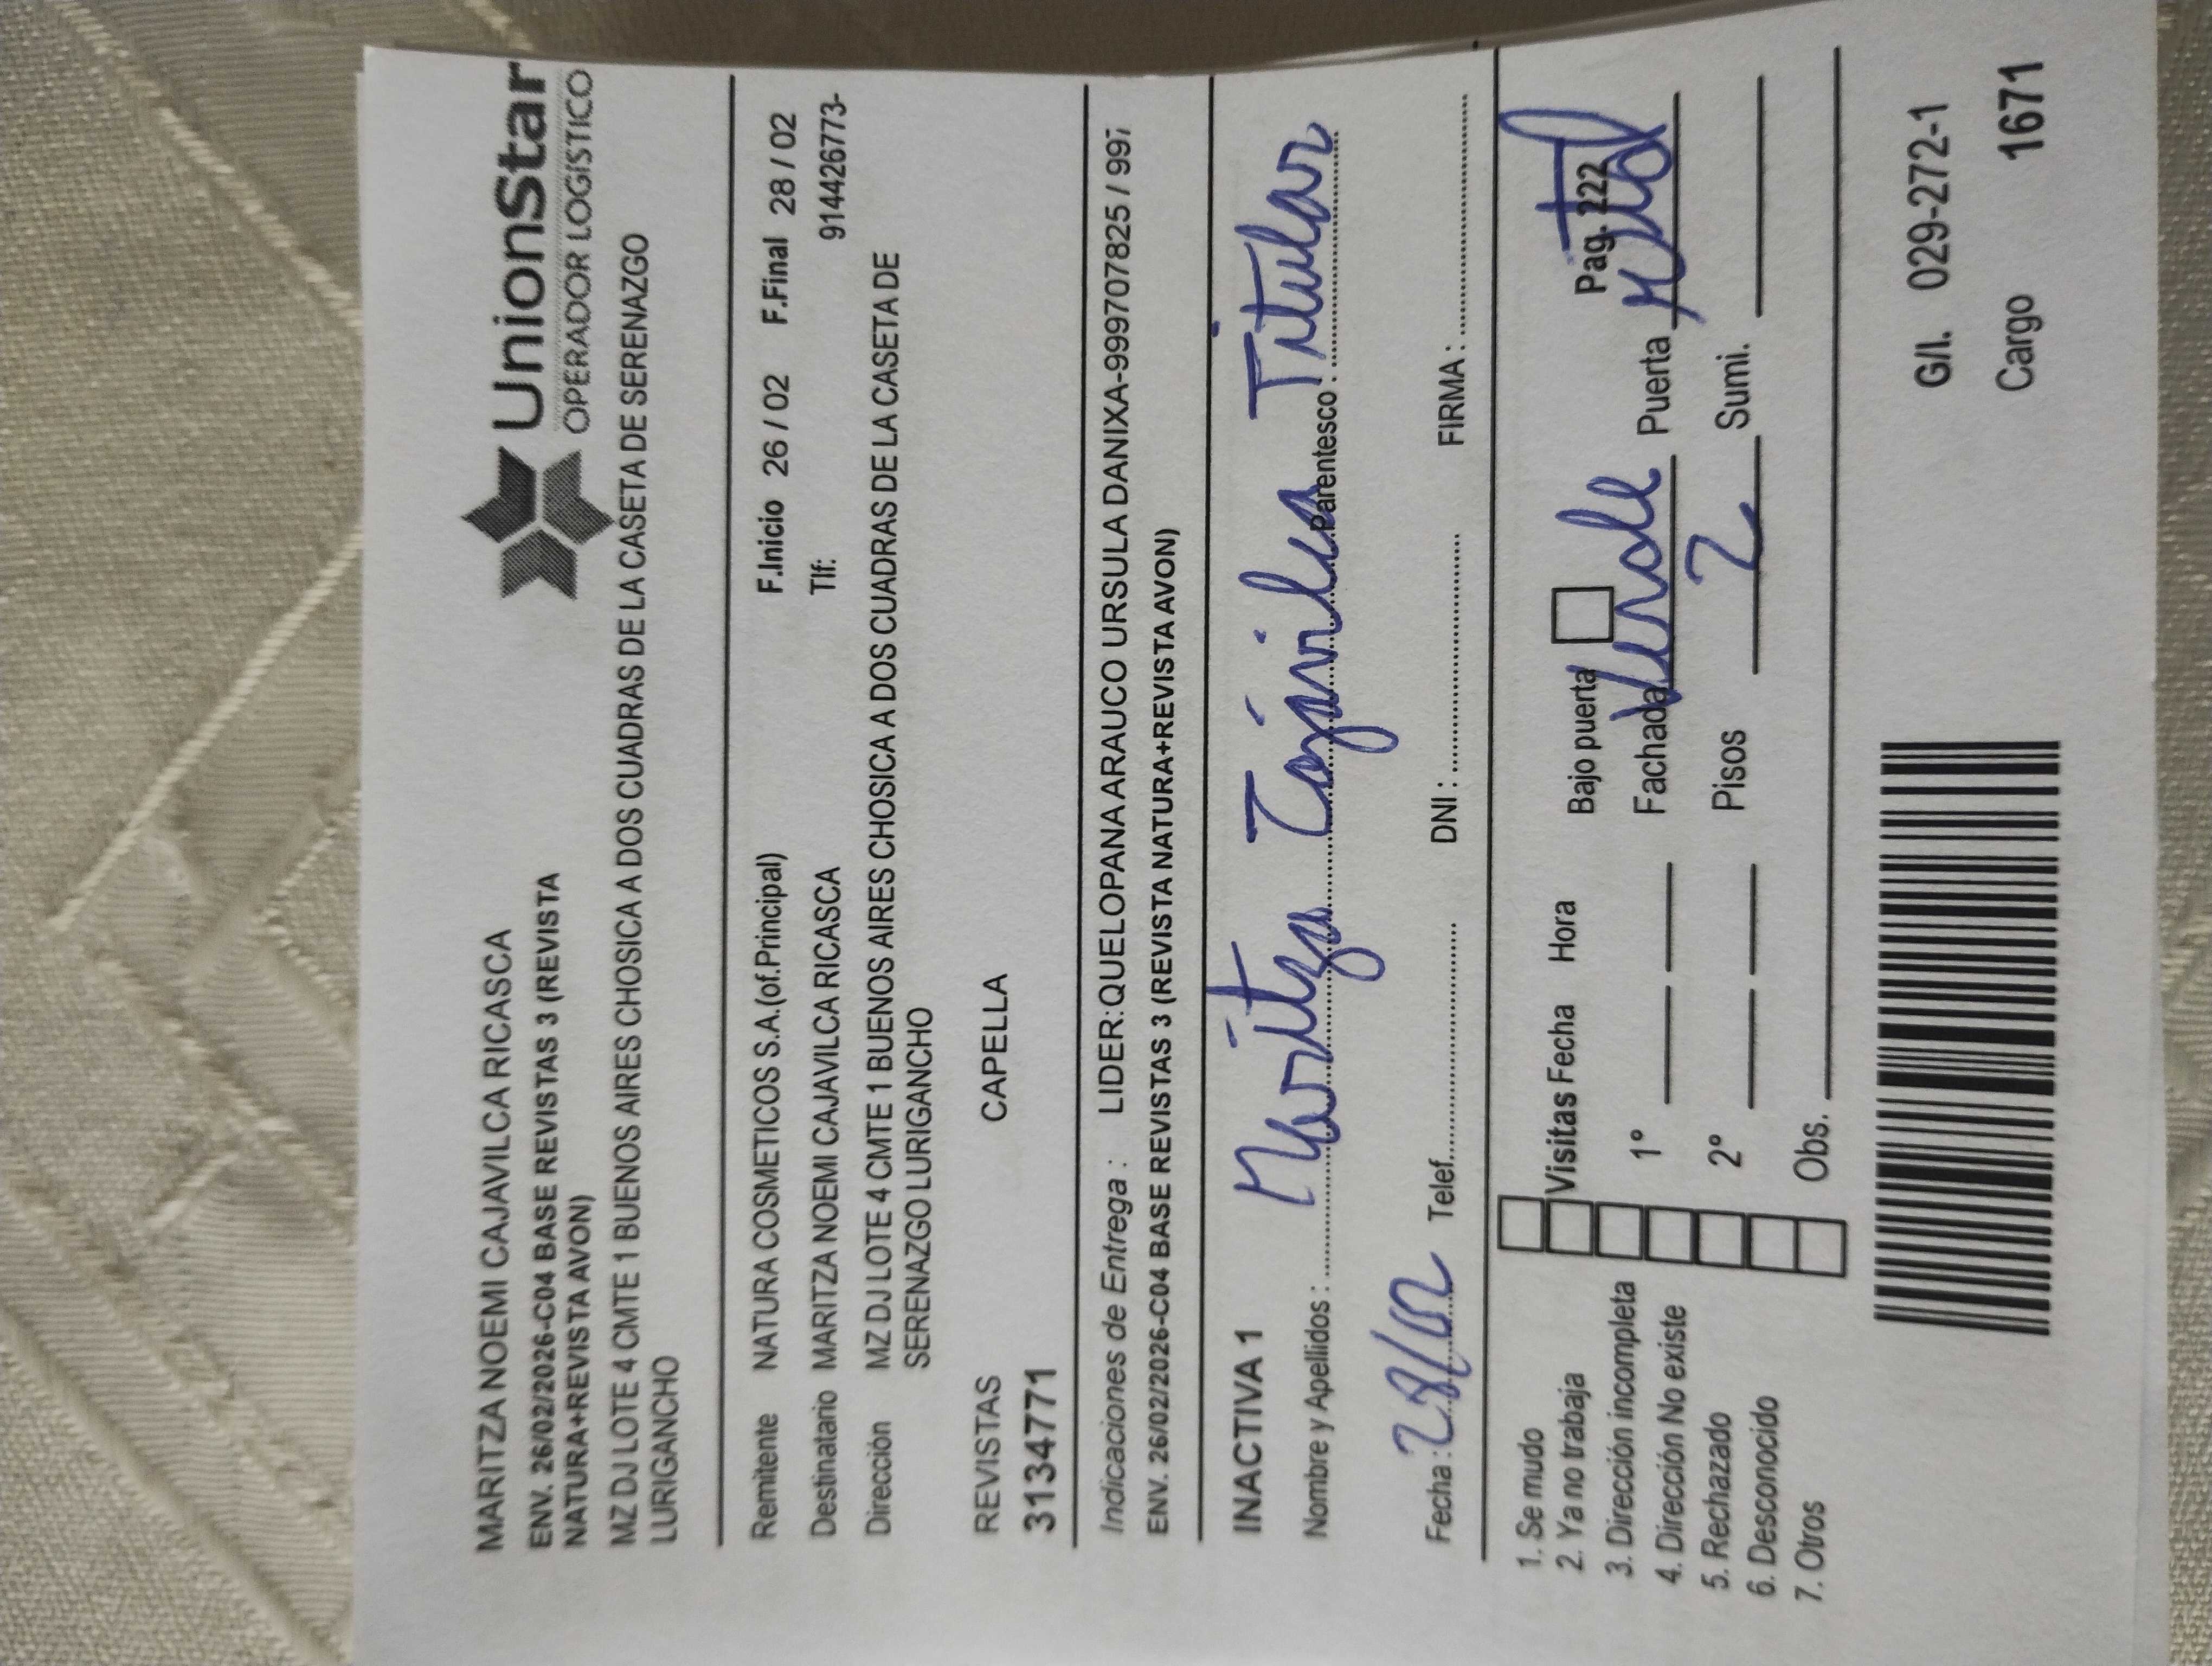 UnionStar
OPERADOR LOGISTICO
MARITZA NOEMI CAJAVILCA RICASCA
ENV. 26/02/2026-C04 BASE REVISTAS 3 (REVISTA
NATURA+REVISTA AVON)
MZ DJ LOTE 4 CMTE 1 BUENOS AIRES CHOSICA A DOS CUADRAS DE LA CASETA DE SERENAZGO
LURIGANCHO
Remitente NATURA COSMETICOS S.A.(of.Principal) F.Inicio 26 / 02 F.Final 28 / 02
Destinatario MARITZA NOEMI CAJAVILCA RICASCA Tlf: 914426773-
Dirección MZ DJ LOTE 4 CMTE 1 BUENOS AIRES CHOSICA A DOS CUADRAS DE LA CASETA DE
SERENAZGO LURIGANCHO
REVISTAS CAPELLA
3134771
Indicaciones de Entrega : LIDER:QUELOPANA ARAUCO URSULA DANIXA-999707825 / 997
ENV. 26/02/2026-C04 BASE REVISTAS 3 (REVISTA NATURA+REVISTA AVON)
INACTIVA 1
Nombre y Apellidos : Maritza Cajavilca Parentesco : Titular
Fecha : 28/02 Telef. DNI : FIRMA :
1. Se mudo
2. Ya no trabaja
3. Dirección incompleta
4. Dirección No existe
5. Rechazado
6. Desconocido
7. Otros
Visitas Fecha Hora Bajo puerta Pag. 222
1° Fachada Verde Puerta Metal
2° Pisos 2 Sumi.
Obs.
G/I. 029-272-1
Cargo 1671